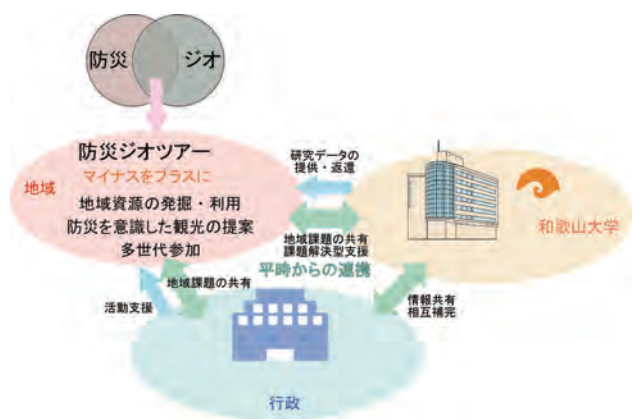 防災
ジオ
防災ジオツアー
地域
マイナスをプラスに
地域資源の発掘・利用
防災を意識した観光の提案
多世代参加
研究データの
提供・返還
和歌山大学
地域課題の共有
課題解決型支援
平時からの連携
地域課題の共有
活動支援
情報共有
相互補完
行政